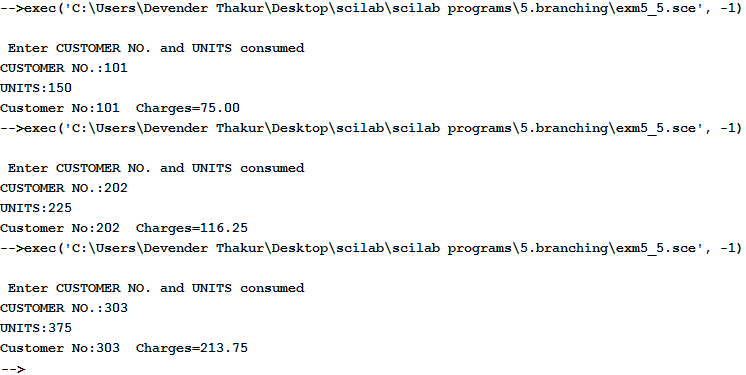 -->exec('C:\Users\Devender Thakur\Desktop\scilab\scilab programs\5.branching\exm5_5.sce', -1)
Enter CUSTOMER NO. and UNITS consumed
CUSTOMER NO.:101
UNITS:150
Customer No:101  Charges=75.00
-->exec('C:\Users\Devender Thakur\Desktop\scilab\scilab programs\5.branching\exm5_5.sce', -1)
Enter CUSTOMER NO. and UNITS consumed
CUSTOMER NO.:202
UNITS:225
Customer No:202  Charges=116.25
-->exec('C:\Users\Devender Thakur\Desktop\scilab\scilab programs\5.branching\exm5_5.sce', -1)
Enter CUSTOMER NO. and UNITS consumed
CUSTOMER NO.:303
UNITS:375
Customer No:303  Charges=213.75
-->